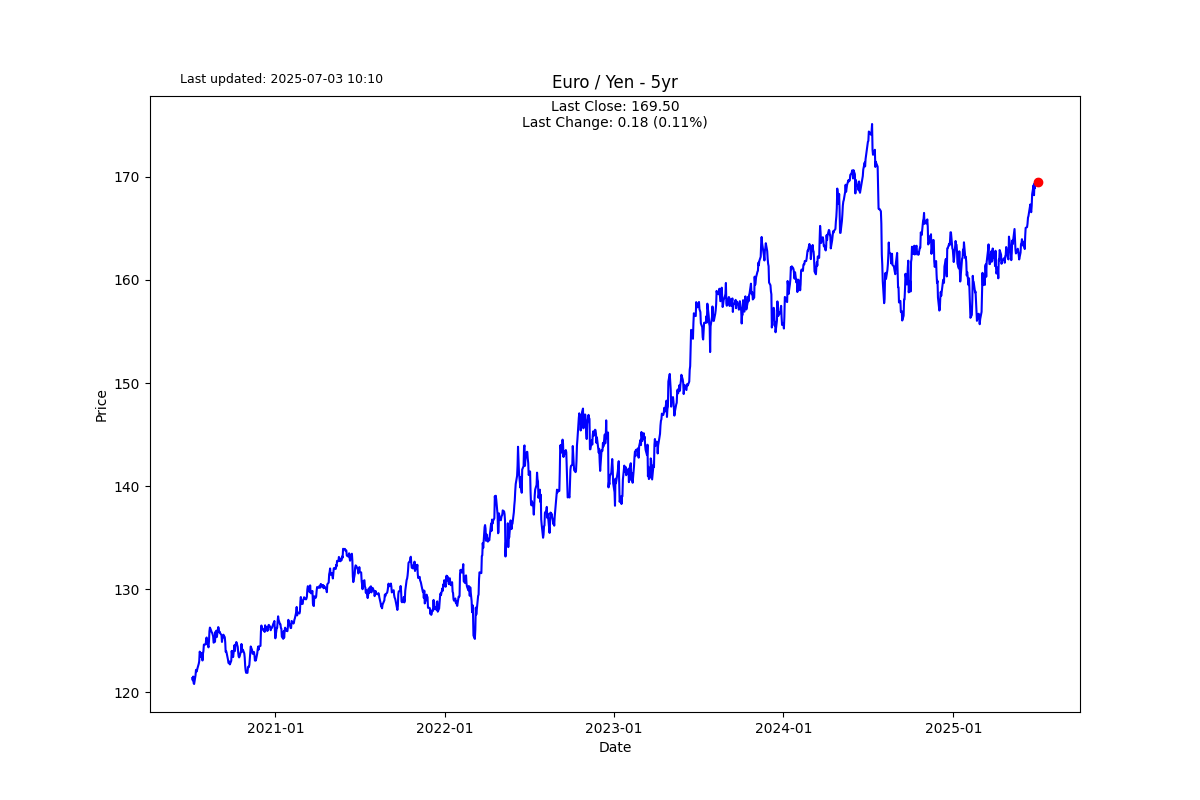 Last updated: 2025-07-03 10:10
Euro / Yen - 5yr
Last Close: 169.50
Last Change: 0.18 (0.11%)
170
160
150
140
130
120
Price
2021-01 2022-01 2023-01 2024-01 2025-01
Date